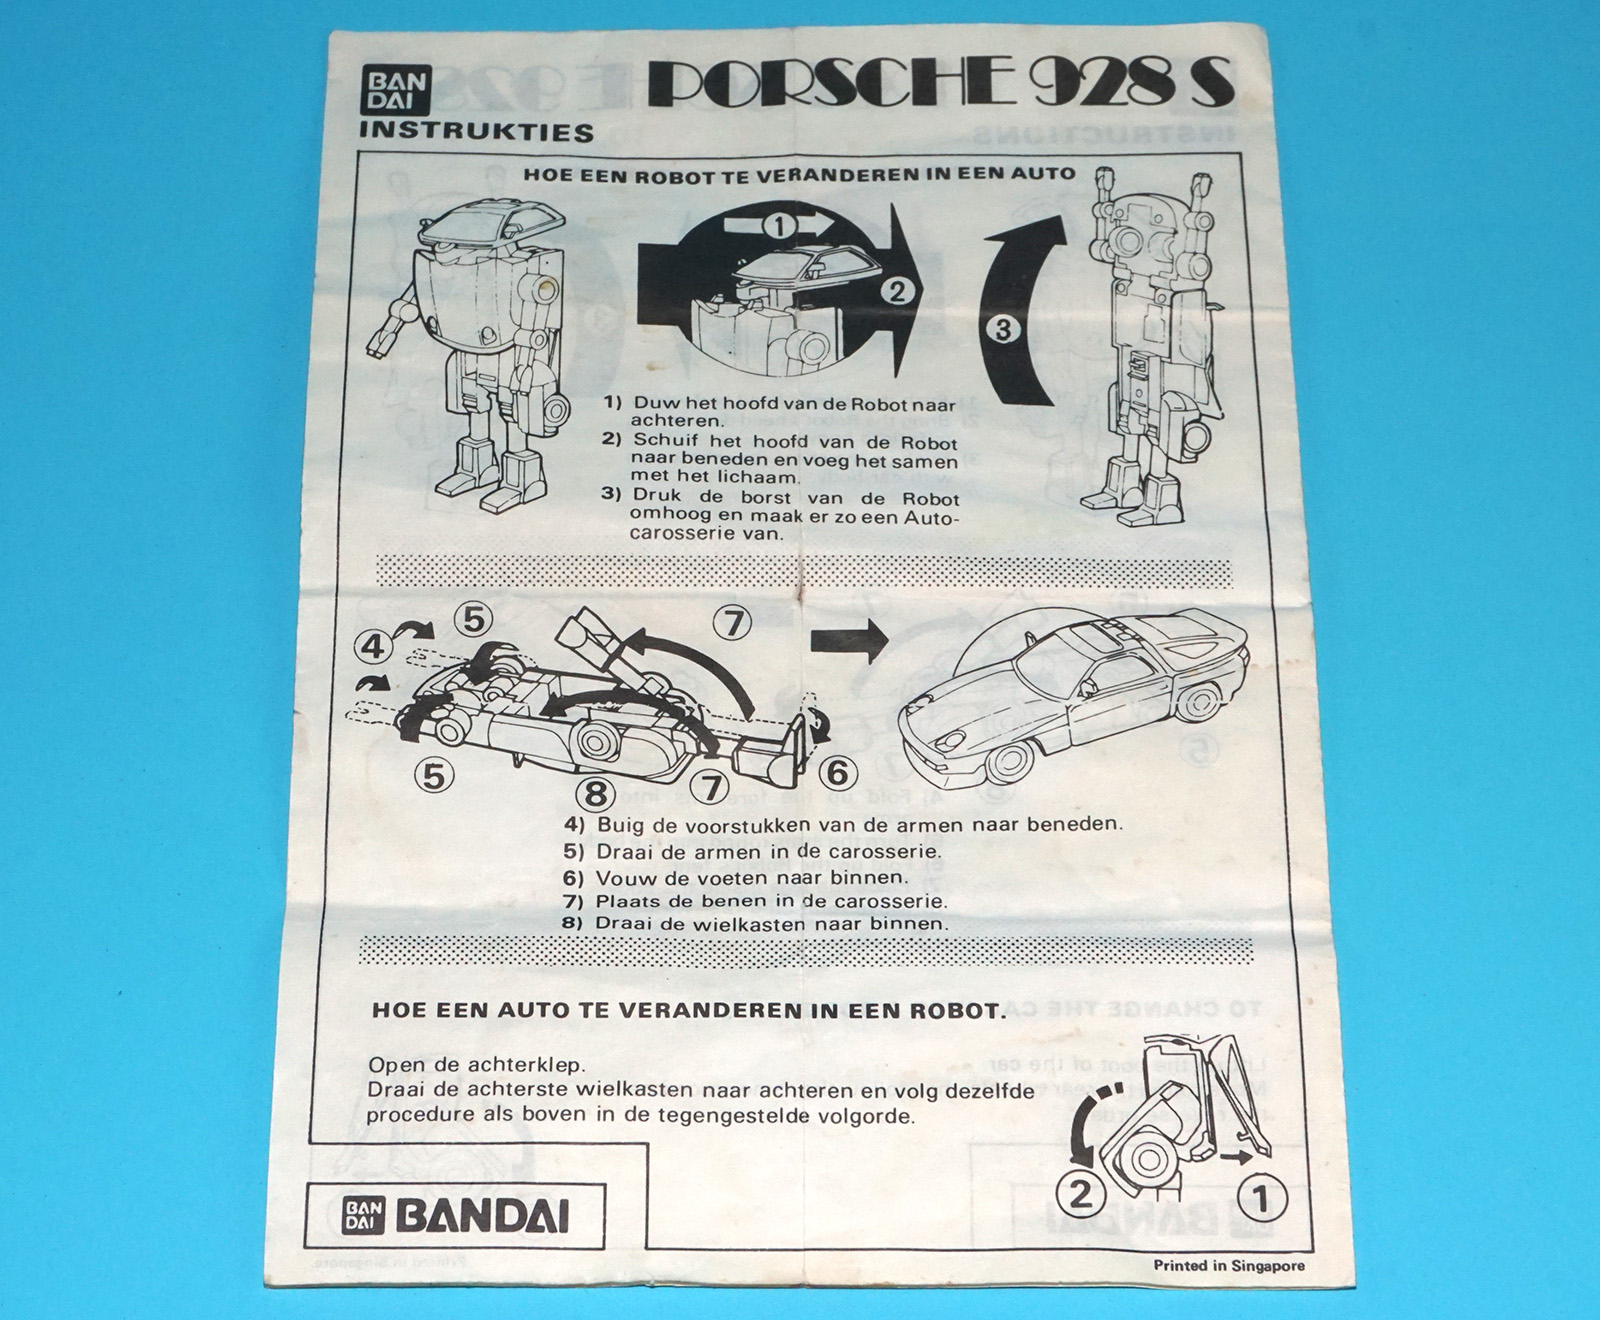 BAN
DAI
PORSCHE 928 S
INSTRUKTIES
HOE EEN ROBOT TE VERANDEREN IN EEN AUTO
1
2
3
1) Duw het hoofd van de Robot naar
achteren.
2) Schuif het hoofd van de Robot
naar beneden en voeg het samen
met het lichaam.
3) Druk de borst van de Robot
omhoog en maak er zo een Auto-
carosserie van.
4
5
7
5
8
7
6
4) Buig de voorstukken van de armen naar beneden.
5) Draai de armen in de carosserie.
6) Vouw de voeten naar binnen.
7) Plaats de benen in de carosserie.
8) Draai de wielkasten naar binnen.
HOE EEN AUTO TE VERANDEREN IN EEN ROBOT.
Open de achterklep.
Draai de achterste wielkasten naar achteren en volg dezelfde
procedure als boven in de tegengestelde volgorde.
2
1
BAN
DAI
BANDAI
Printed in Singapore